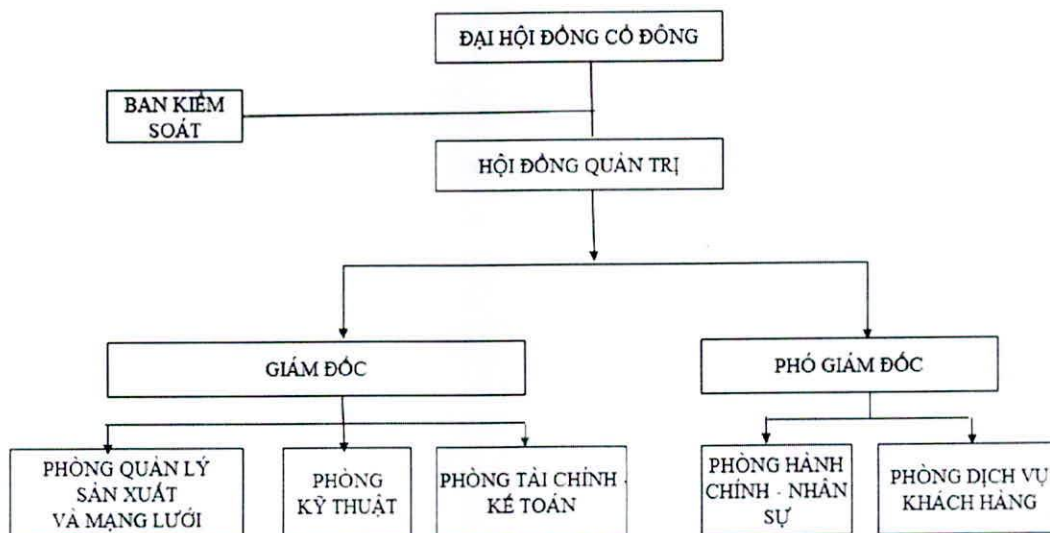 ĐẠI HỘI ĐỒNG CỔ ĐÔNG
BAN KIỂM
SOÁT
HỘI ĐỒNG QUẢN TRỊ
GIÁM ĐỐC
PHÓ GIÁM ĐỐC
PHÒNG QUẢN LÝ
SẢN XUẤT
VÀ MẠNG LƯỚI
PHÒNG
KỸ THUẬT
PHÒNG TÀI CHÍNH -
KẾ TOÁN
PHÒNG HÀNH
CHÍNH - NHÂN
SỰ
PHÒNG DỊCH VỤ
KHÁCH HÀNG